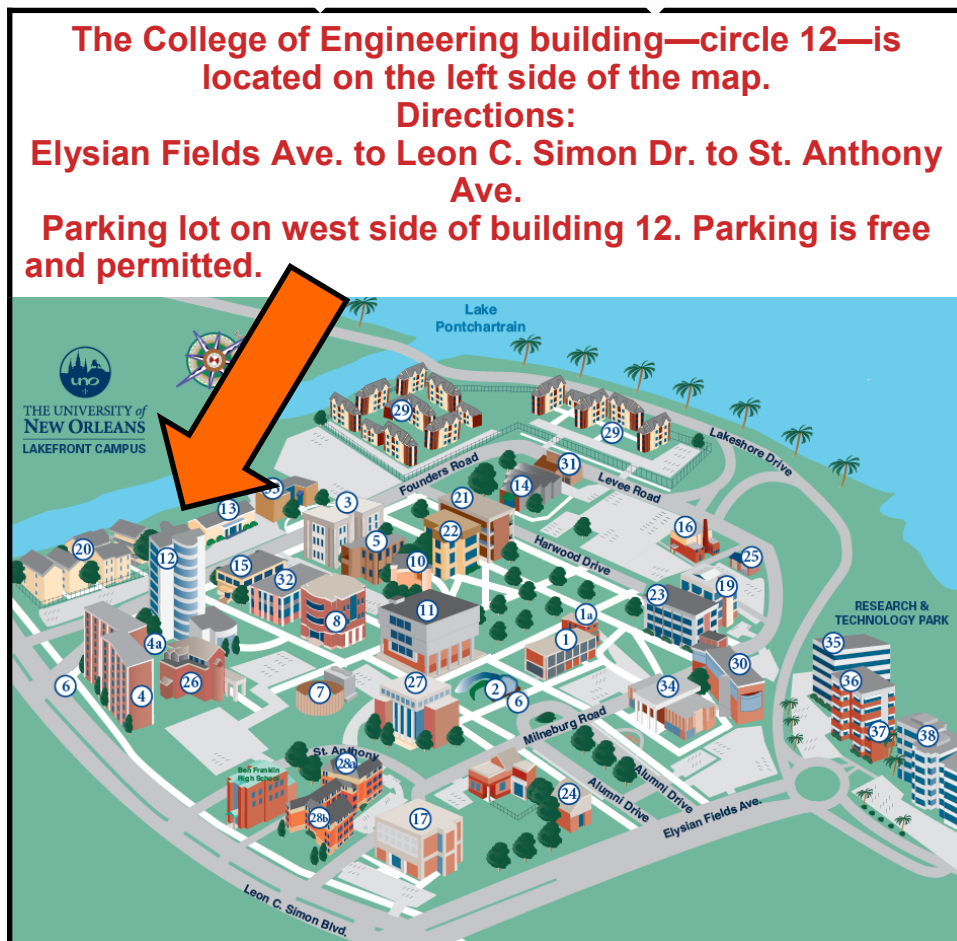 The College of Engineering building—circle 12—is
located on the left side of the map.
Directions:
Elysian Fields Ave. to Leon C. Simon Dr. to St. Anthony
Ave.
Parking lot on west side of building 12. Parking is free
and permitted.
Lake
Pontchartrain
uno
THE UNIVERSITY of
NEW ORLEANS
LAKEFRONT CAMPUS
29
29
Lakeshore Drive
Founders Road
31
Levee Road
14
21
33
3
13
16
22
5
Harwood Drive
25
20
12
10
15
32
19
23
11
8
1a
1
RESEARCH &
TECHNOLOGY PARK
4a
35
30
26
36
6
4
7
27
2
6
34
37
38
Milneburg Road
St. Anthony
28a
Ben Franklin
High School
Alumni Drive
Alumni Drive
24
28b
17
Elysian Fields Ave.
Leon C. Simon Blvd.